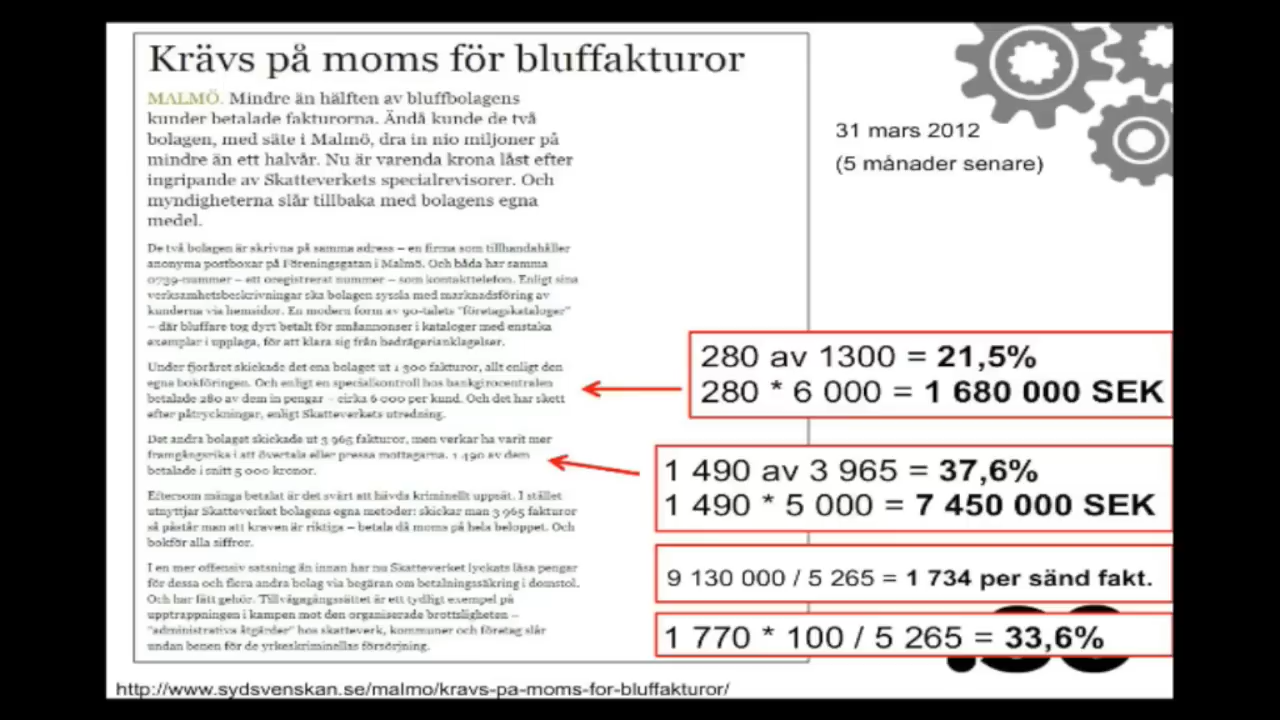 Krävs på moms för bluffakturor
MALMÖ. Mindre än hälften av bluffbolagens
kunder betalade fakturorna. Ändå kunde de två
bolagen, med säte i Malmö, dra in nio miljoner på
mindre än ett halvår. Nu är varenda krona låst efter
ingripande av Skatteverkets specialrevisorer. Och
myndigheterna slår tillbaka med bolagens egna
medel.
De två bolagen är skrivna på samma adress – en firma som tillhandahåller
anonyma postboxar på Föreningsgatan i Malmö. Och båda har samma
0739-nummer – ett oregistrerat nummer – som kontakttelefon. Enligt sina
verksamhetsbeskrivningar ska bolagen syssla med marknadsföring av
kunderna via hemsidor. En modern form av 90-talets "företagskataloger"
– där bluffare tog dyrt betalt för småannonser i kataloger med enstaka
exemplar i upplaga, för att klara sig från bedrägerianklagelser.
Under fjoråret skickade det ena bolaget ut 1 300 fakturor, allt enligt den
egna bokföringen. Och enligt en specialkontroll hos bankgirocentralen
betalade 280 av dem in pengar – cirka 6 000 per kund. Och det har skett
efter påtryckningar, enligt Skatteverkets utredning.
Det andra bolaget skickade ut 3 965 fakturor, men verkar ha varit mer
framgångsrika i att övertala eller pressa mottagarna. 1 490 av dem
betalade i snitt 5 000 kronor.
Eftersom många betalat är det svårt att hävda kriminellt uppsåt. I stället
utnyttjar Skatteverket bolagens egna metoder: skickar man 3 965 fakturor
så påstår man att kraven är riktiga – betala då moms på hela beloppet. Och
bokför alla siffror.
I en mer offensiv satsning än innan har nu Skatteverket lyckats låsa pengar
för dessa och flera andra bolag via begäran om betalningssäkring i domstol.
Och har fått gehör. Tillvägagångssättet är ett tydligt exempel på
upptrappningen i kampen mot den organiserade brottsligheten –
"administrativa åtgärder" hos skatteverk, kommuner och företag slår
undan benen för de yrkeskriminellas försörjning.
31 mars 2012
(5 månader senare)
280 av 1300 = 21,5%
280 * 6 000 = 1 680 000 SEK
1 490 av 3 965 = 37,6%
1 490 * 5 000 = 7 450 000 SEK
9 130 000 / 5 265 = 1 734 per sänd fakt.
1 770 * 100 / 5 265 = 33,6%
http://www.sydsvenskan.se/malmo/kravs-pa-moms-for-bluffakturor/